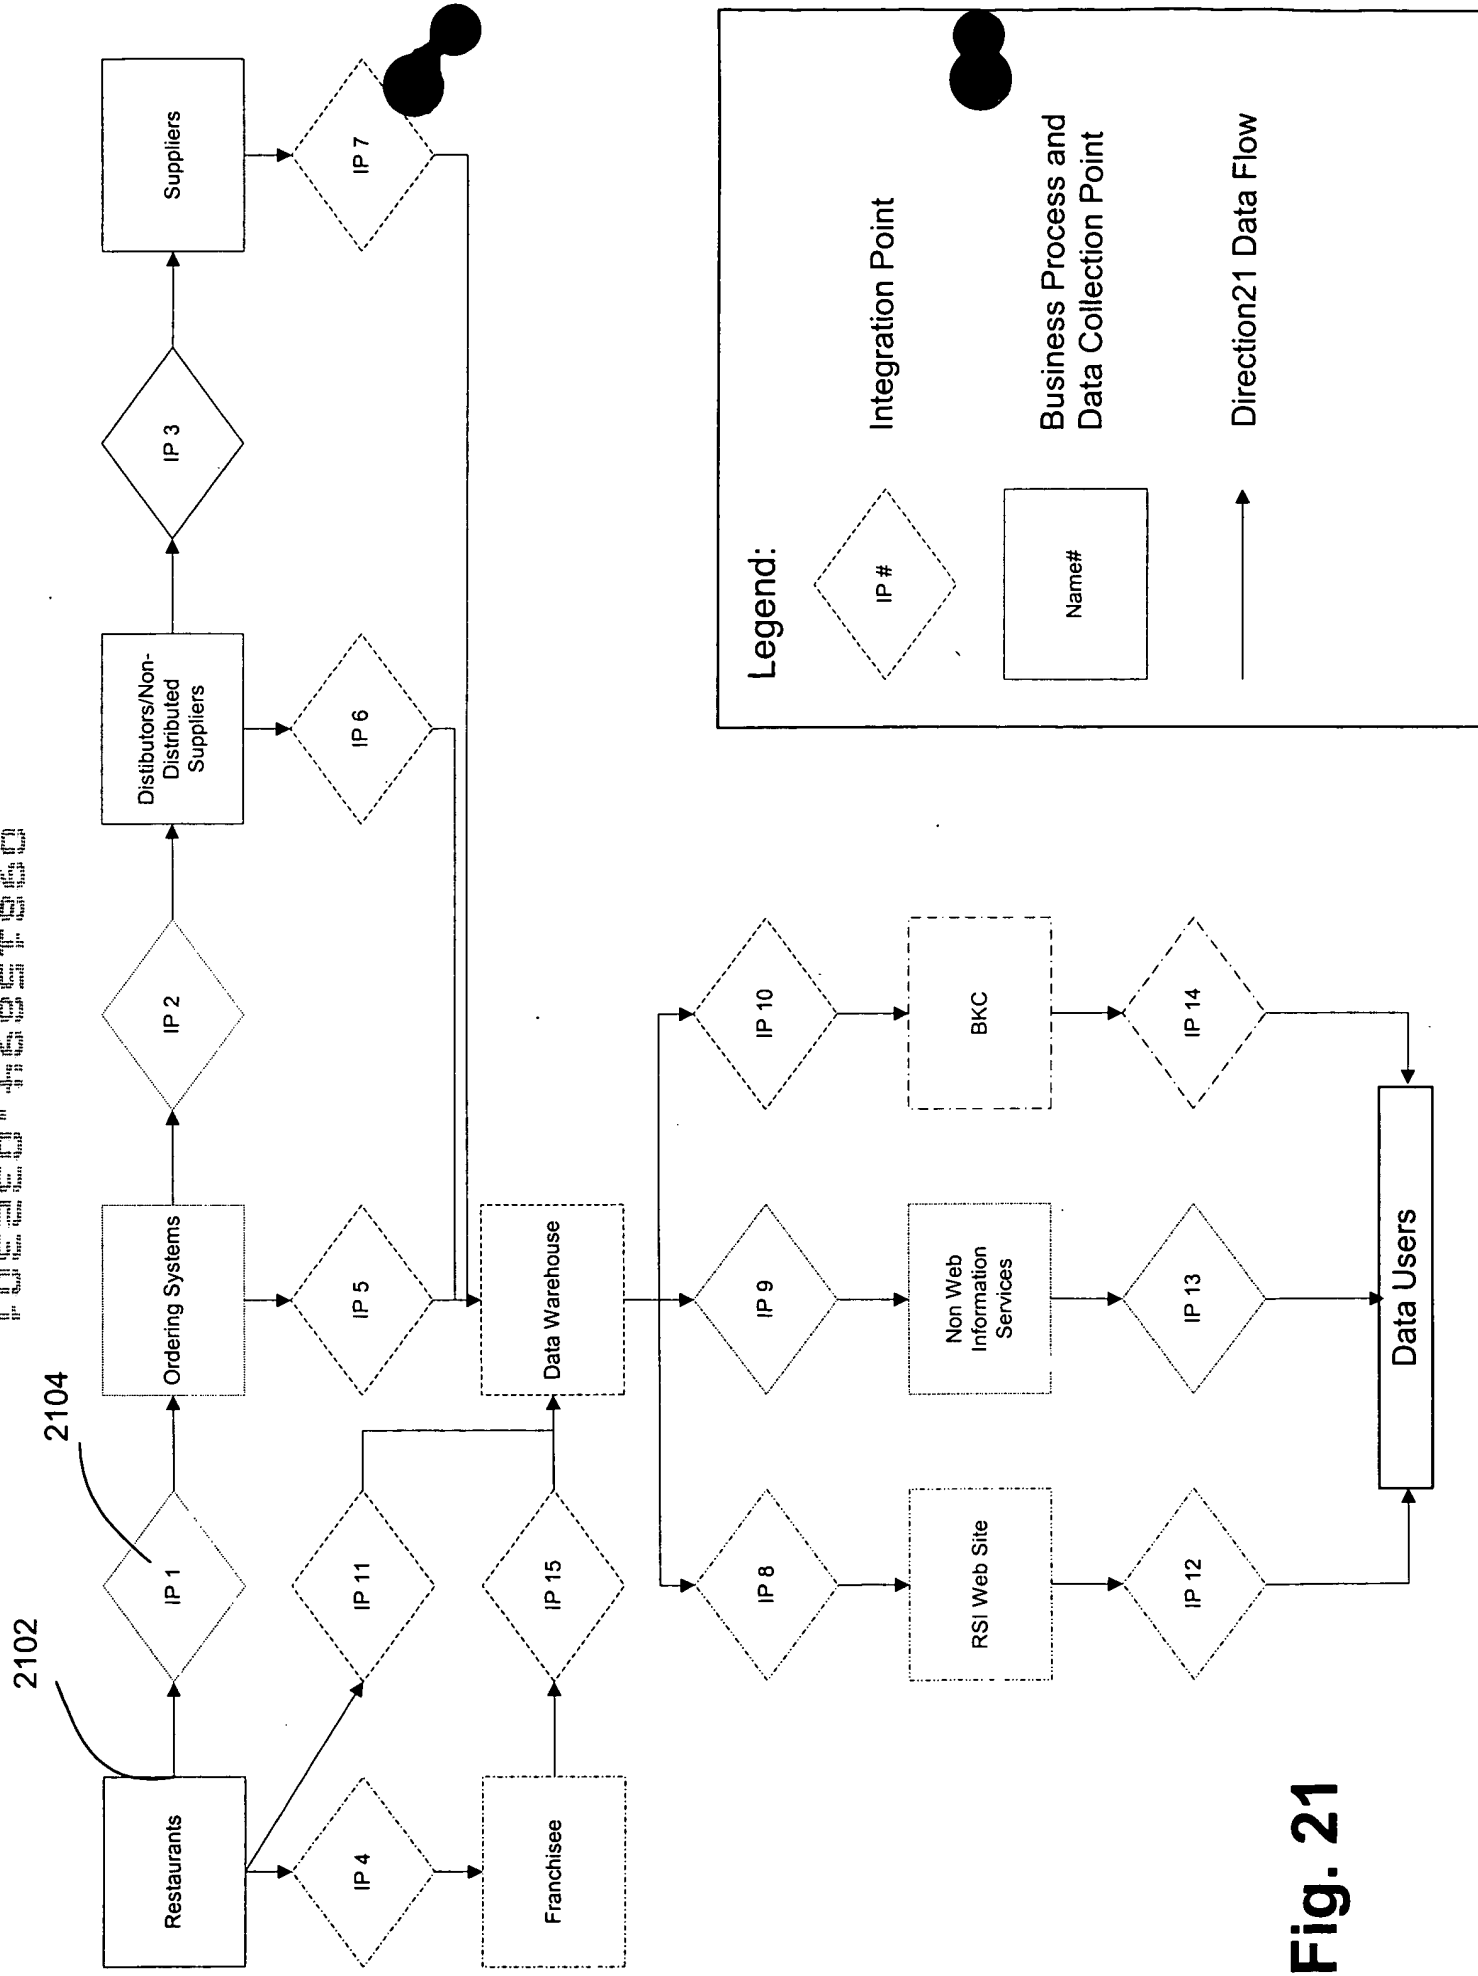 2102
2104
Restaurants
IP 1
Ordering Systems
IP 2
Distibutors/Non-
Distributed
Suppliers
IP 3
Suppliers
IP 4
IP 11
IP 5
IP 6
IP 7
Franchisee
IP 15
Data Warehouse
IP 8
IP 9
IP 10
RSI Web Site
Non Web
Information
Services
BKC
IP 12
IP 13
IP 14
Data Users
Legend:
IP #
Integration Point
Name#
Business Process and
Data Collection Point
Direction21 Data Flow
Fig. 21